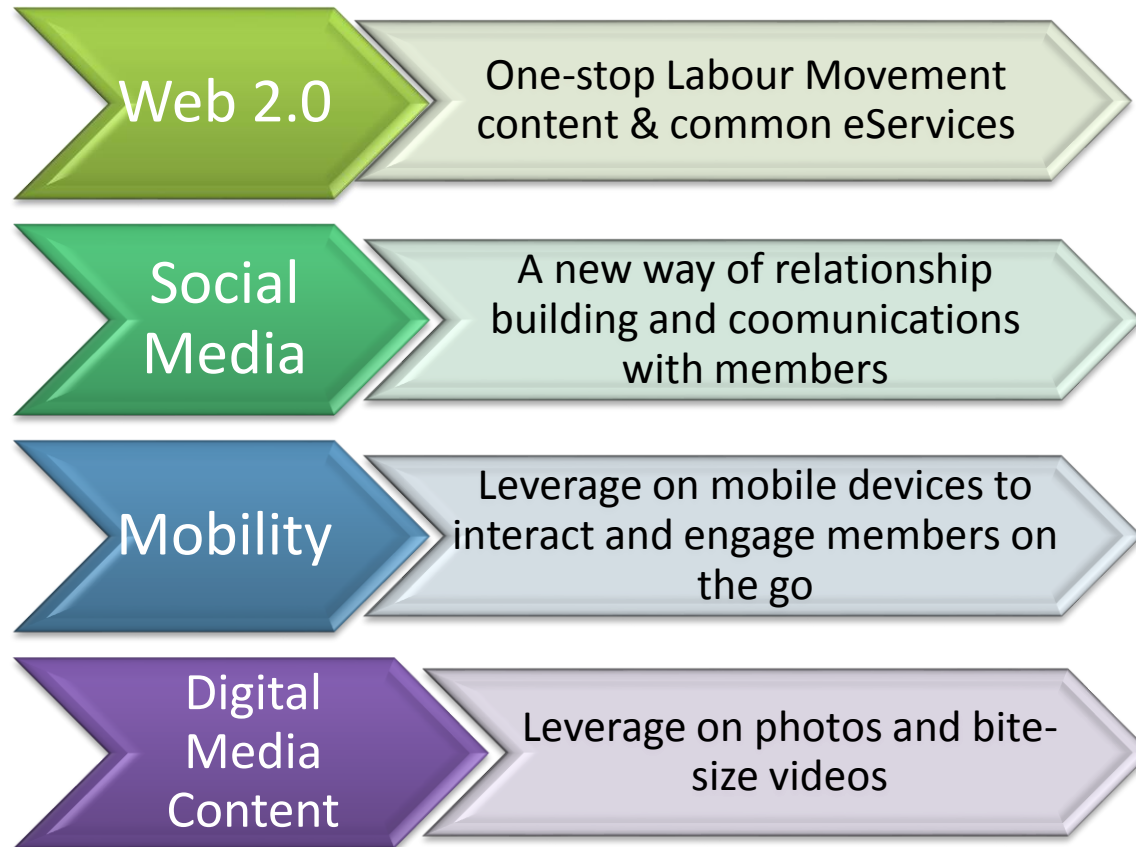 Web 2.0
One-stop Labour Movement
content & common eServices
Social
Media
A new way of relationship
building and coomunications
with members
Mobility
Leverage on mobile devices to
interact and engage members on
the go
Digital
Media
Content
Leverage on photos and bite-
size videos